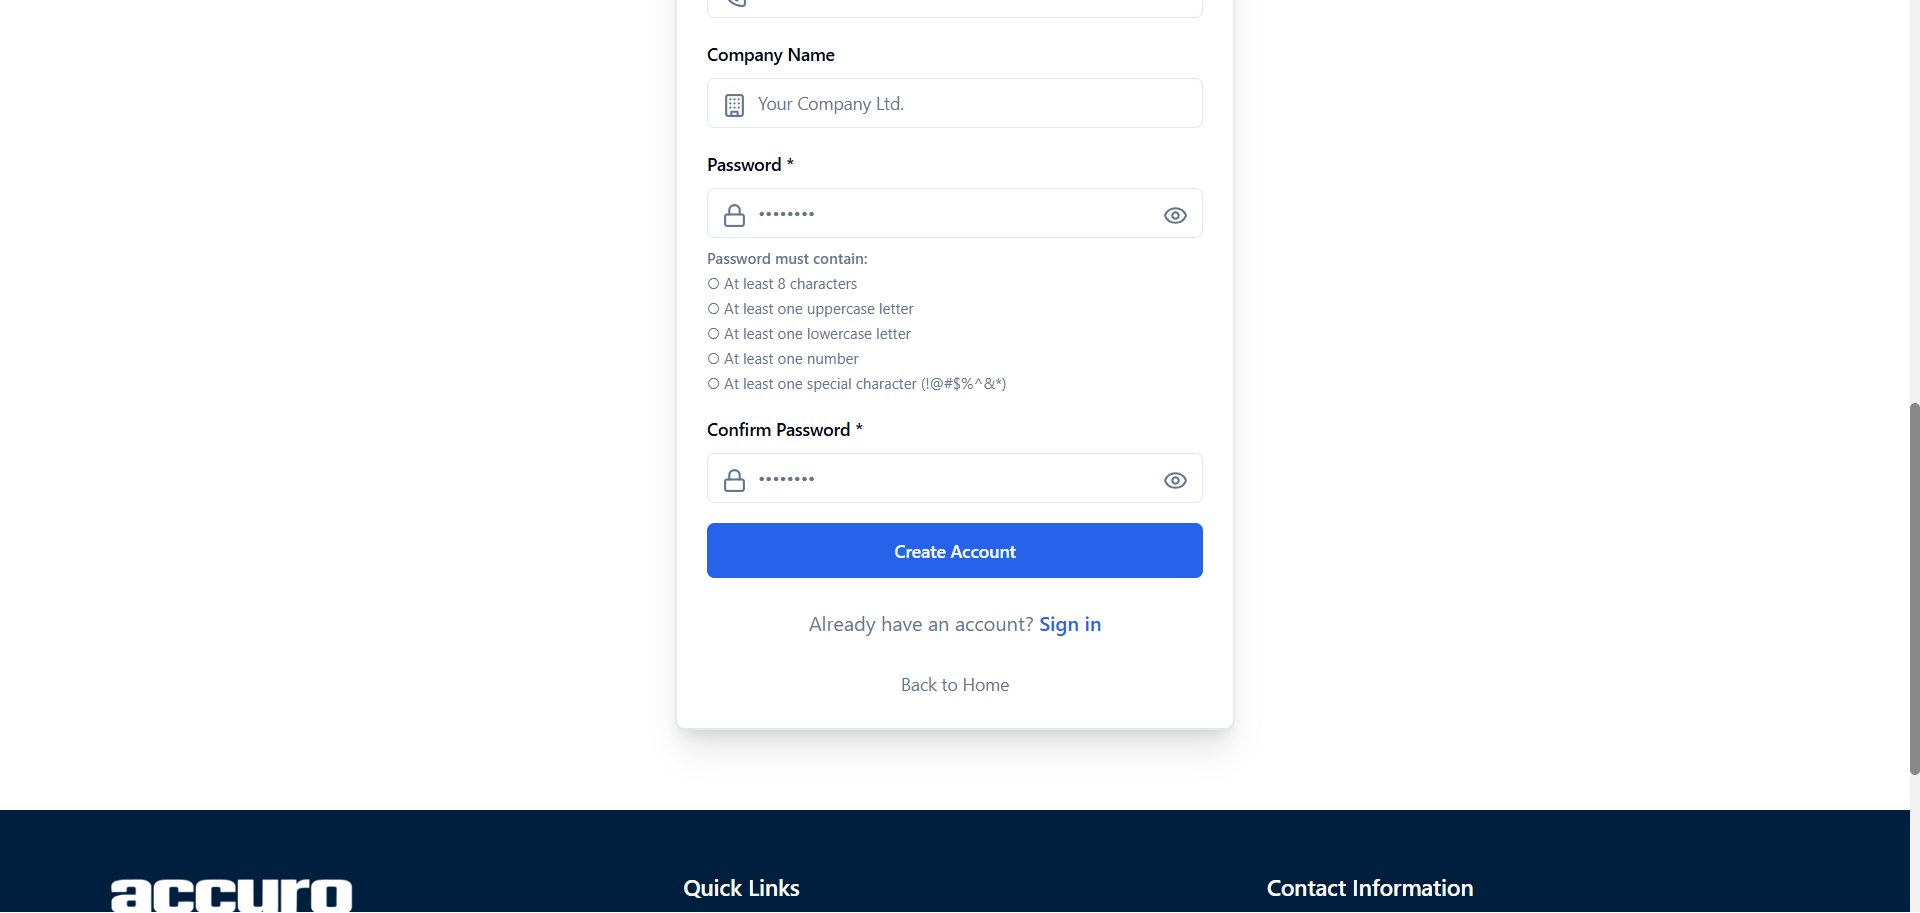 Company Name
Your Company Ltd.
Password *
••••••••
Password must contain:
○ At least 8 characters
○ At least one uppercase letter
○ At least one lowercase letter
○ At least one number
○ At least one special character (!@#$%^&*)
Confirm Password *
••••••••
Create Account
Already have an account? Sign in
Back to Home
accuro
Quick Links
Contact Information